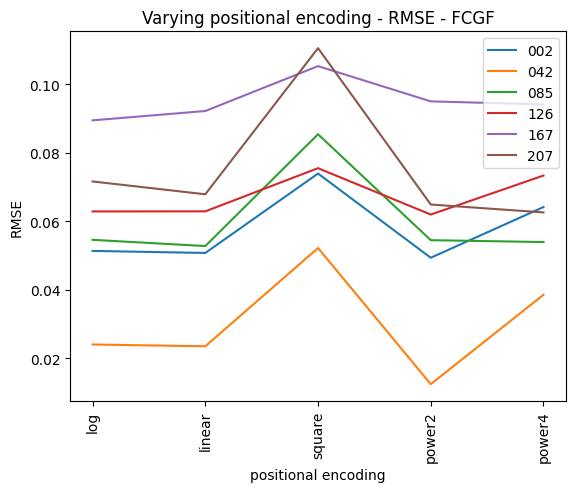 Varying positional encoding - RMSE - FCGF
002
042
085
126
167
207
0.10
0.08
0.06
0.04
0.02
RMSE
log
linear
square
power2
power4
positional encoding